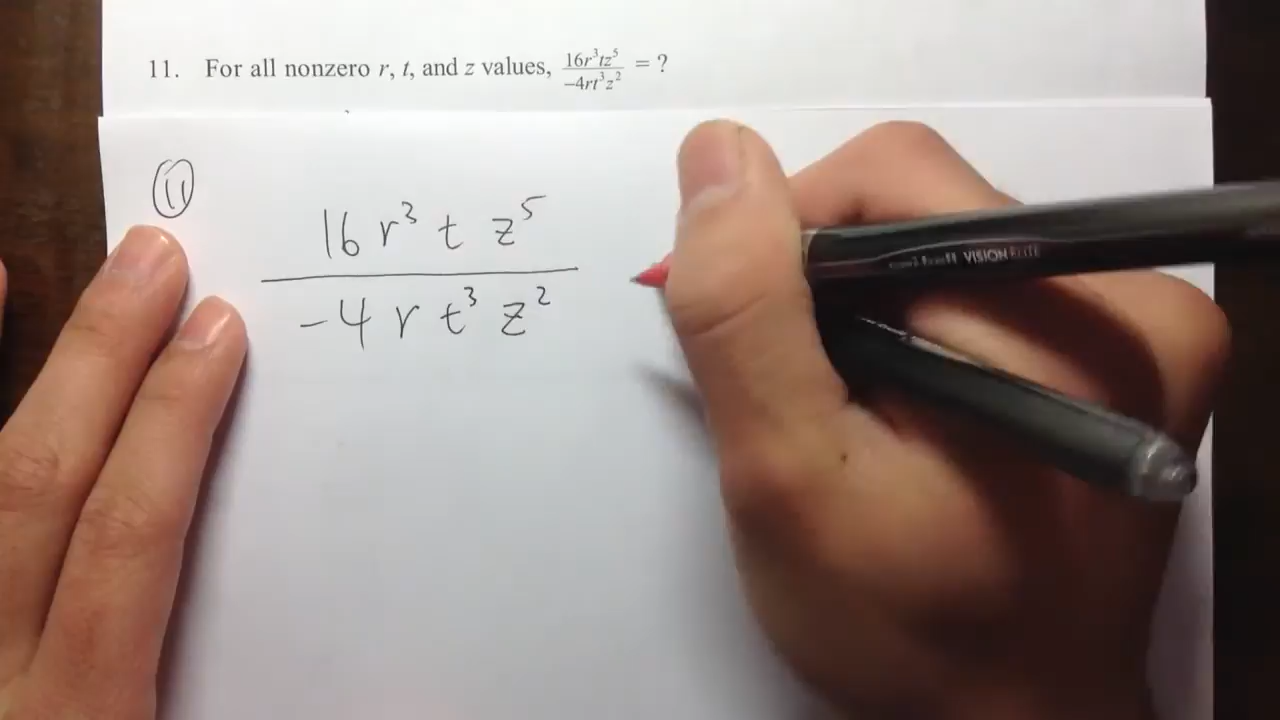 11. For all nonzero r, t, and z values, 16r³tz⁵ / −4rt³z² = ?
11
16 r³ t z⁵
−4 r t³ z²
VISION ELITE